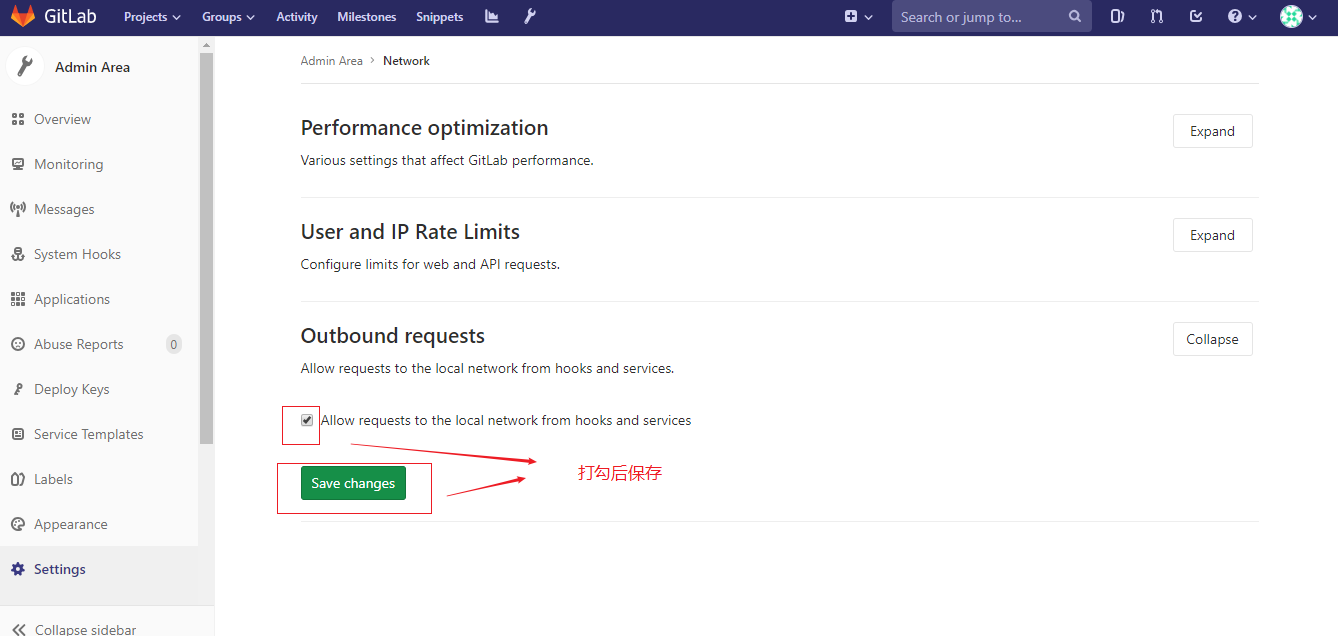 GitLab Projects Groups Activity Milestones Snippets Search or jump to...
Admin Area
Overview
Monitoring
Messages
System Hooks
Applications
Abuse Reports 0
Deploy Keys
Service Templates
Labels
Appearance
Settings
Collapse sidebar
Admin Area > Network
Performance optimization
Expand
Various settings that affect GitLab performance.
User and IP Rate Limits
Expand
Configure limits for web and API requests.
Outbound requests
Collapse
Allow requests to the local network from hooks and services.
Allow requests to the local network from hooks and services
打勾后保存
Save changes